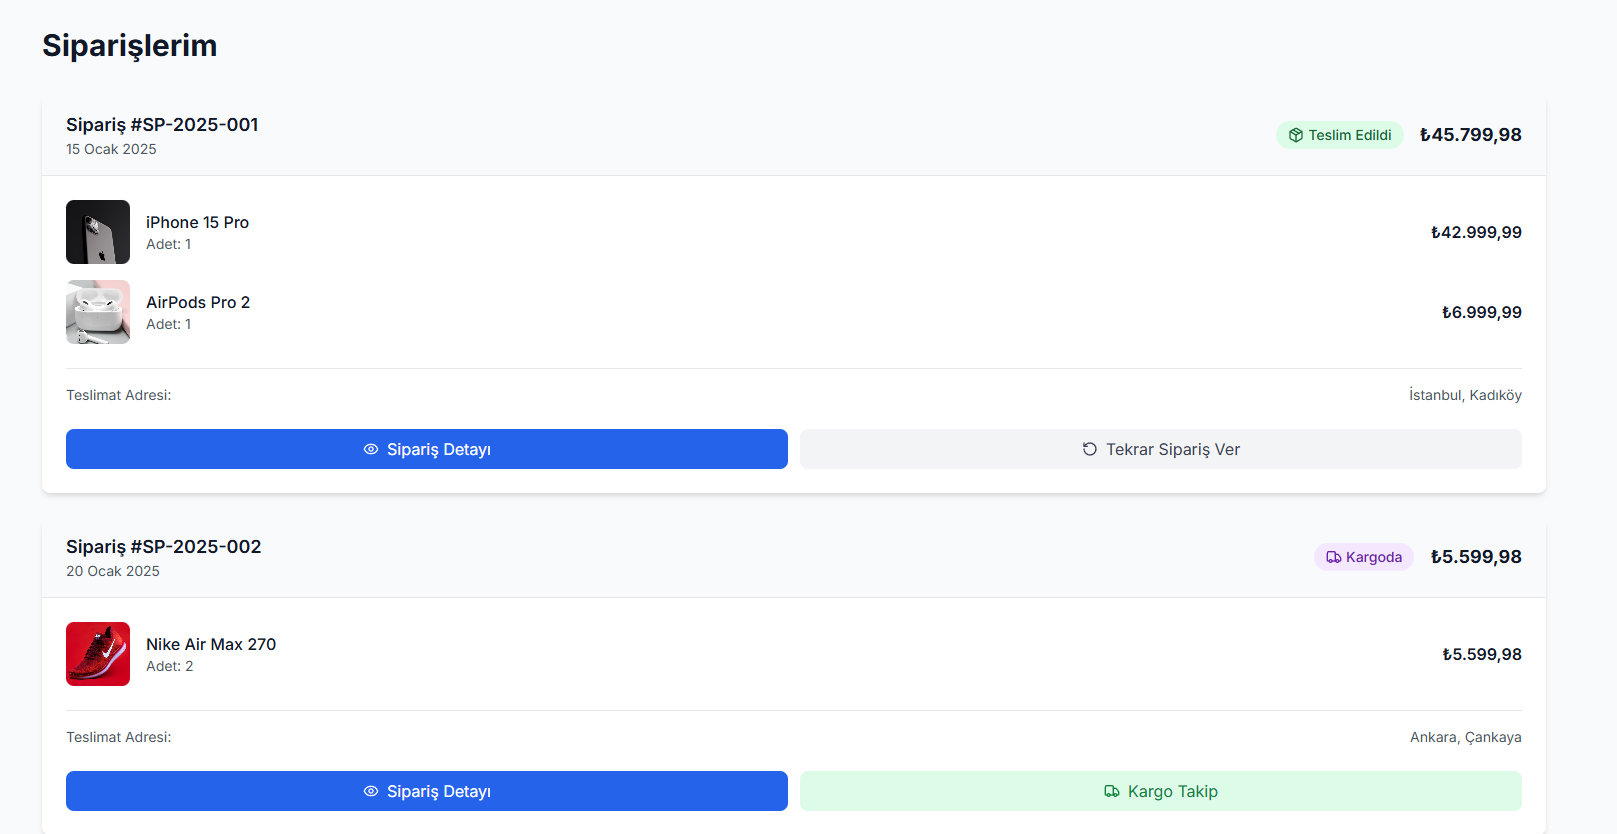 Siparişlerim
Sipariş #SP-2025-001
15 Ocak 2025
Teslim Edildi
₺45.799,98
iPhone 15 Pro
Adet: 1
₺42.999,99
AirPods Pro 2
Adet: 1
₺6.999,99
Teslimat Adresi:
İstanbul, Kadıköy
Sipariş Detayı
Tekrar Sipariş Ver
Sipariş #SP-2025-002
20 Ocak 2025
Kargoda
₺5.599,98
Nike Air Max 270
Adet: 2
₺5.599,98
Teslimat Adresi:
Ankara, Çankaya
Sipariş Detayı
Kargo Takip